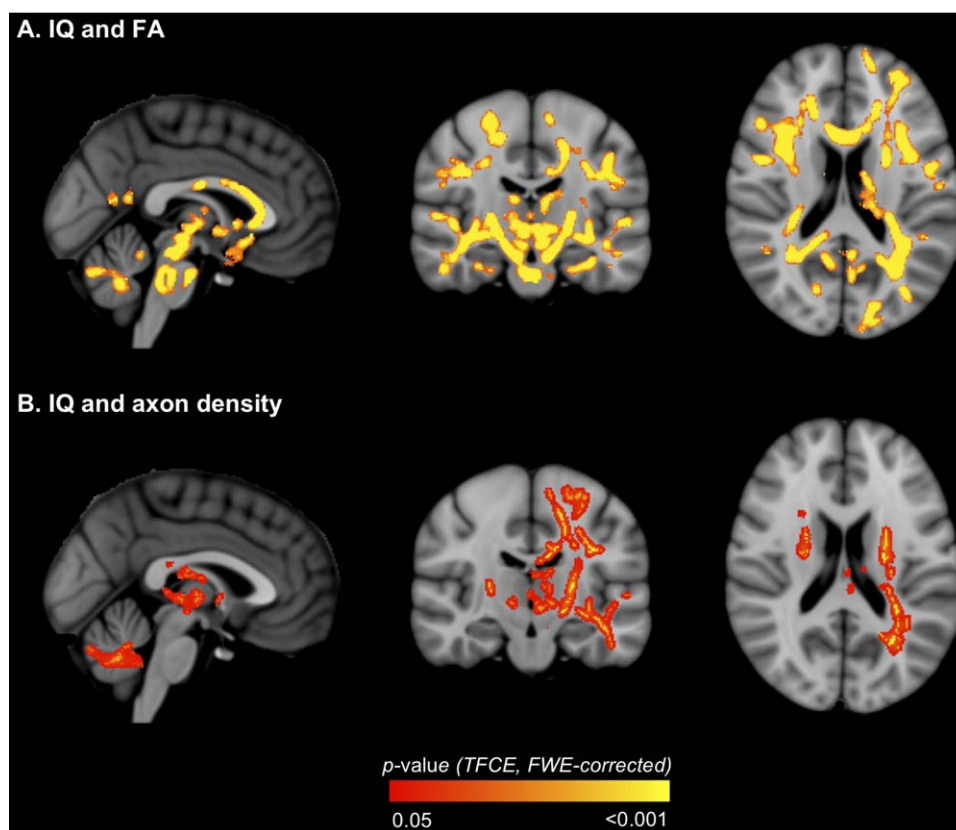 A. IQ and FA
B. IQ and axon density
p-value (TFCE, FWE-corrected)
0.05 <0.001